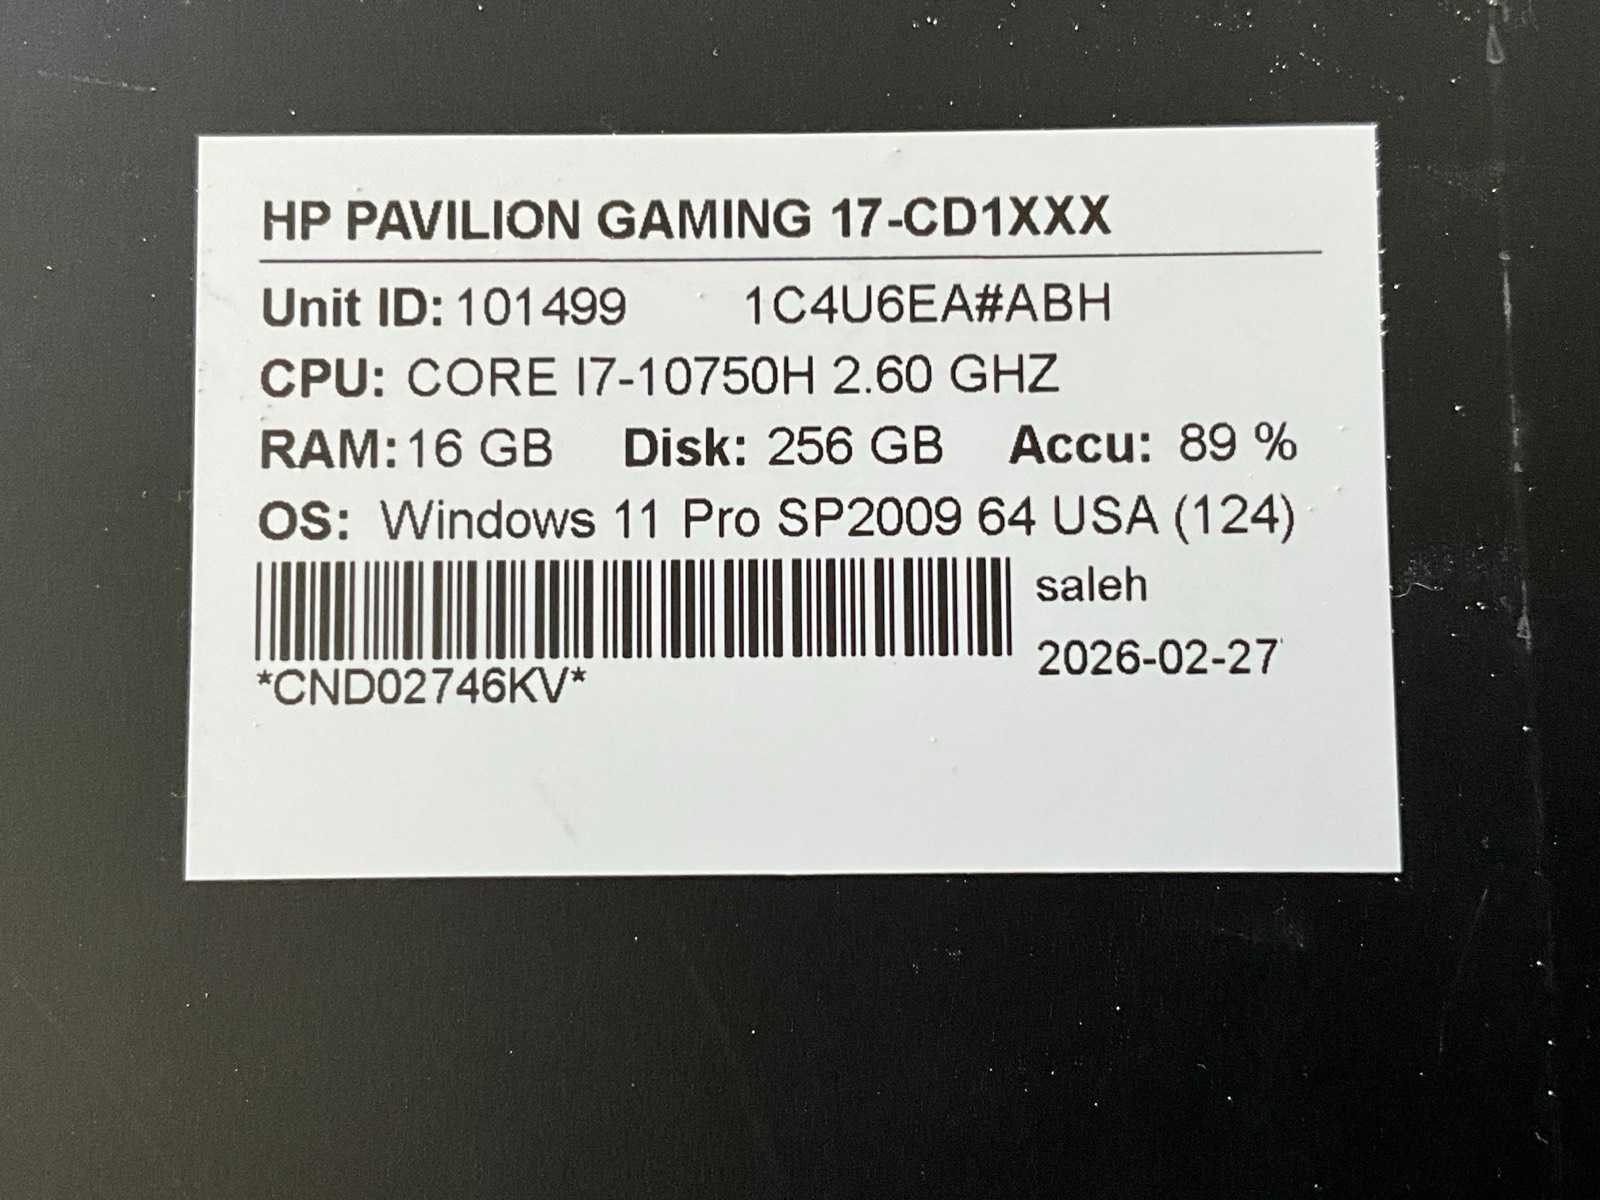 HP PAVILION GAMING 17-CD1XXX
Unit ID: 101499 1C4U6EA#ABH
CPU: CORE I7-10750H 2.60 GHZ
RAM: 16 GB Disk: 256 GB Accu: 89 %
OS: Windows 11 Pro SP2009 64 USA (124)
saleh
2026-02-27
*CND02746KV*